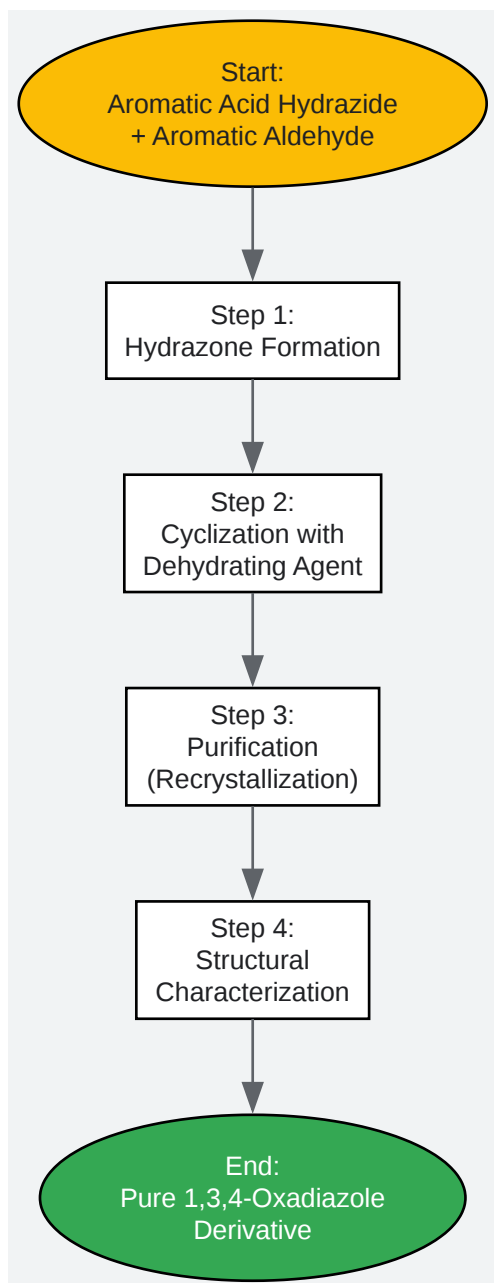 Start:
Aromatic Acid Hydrazide
+ Aromatic Aldehyde
Step 1:
Hydrazone Formation
Step 2:
Cyclization with
Dehydrating Agent
Step 3:
Purification
(Recrystallization)
Step 4:
Structural
Characterization
End:
Pure 1,3,4-Oxadiazole
Derivative